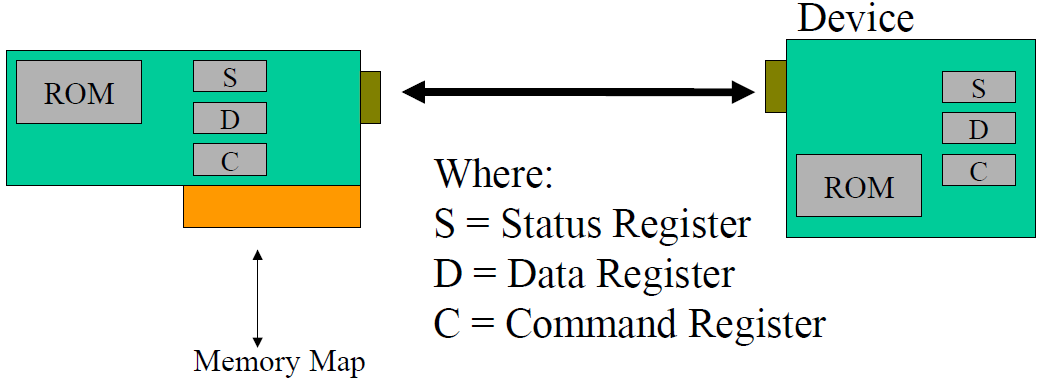 Device
ROM
S
D
C
S
D
C
ROM
Where:
S = Status Register
D = Data Register
C = Command Register
Memory Map